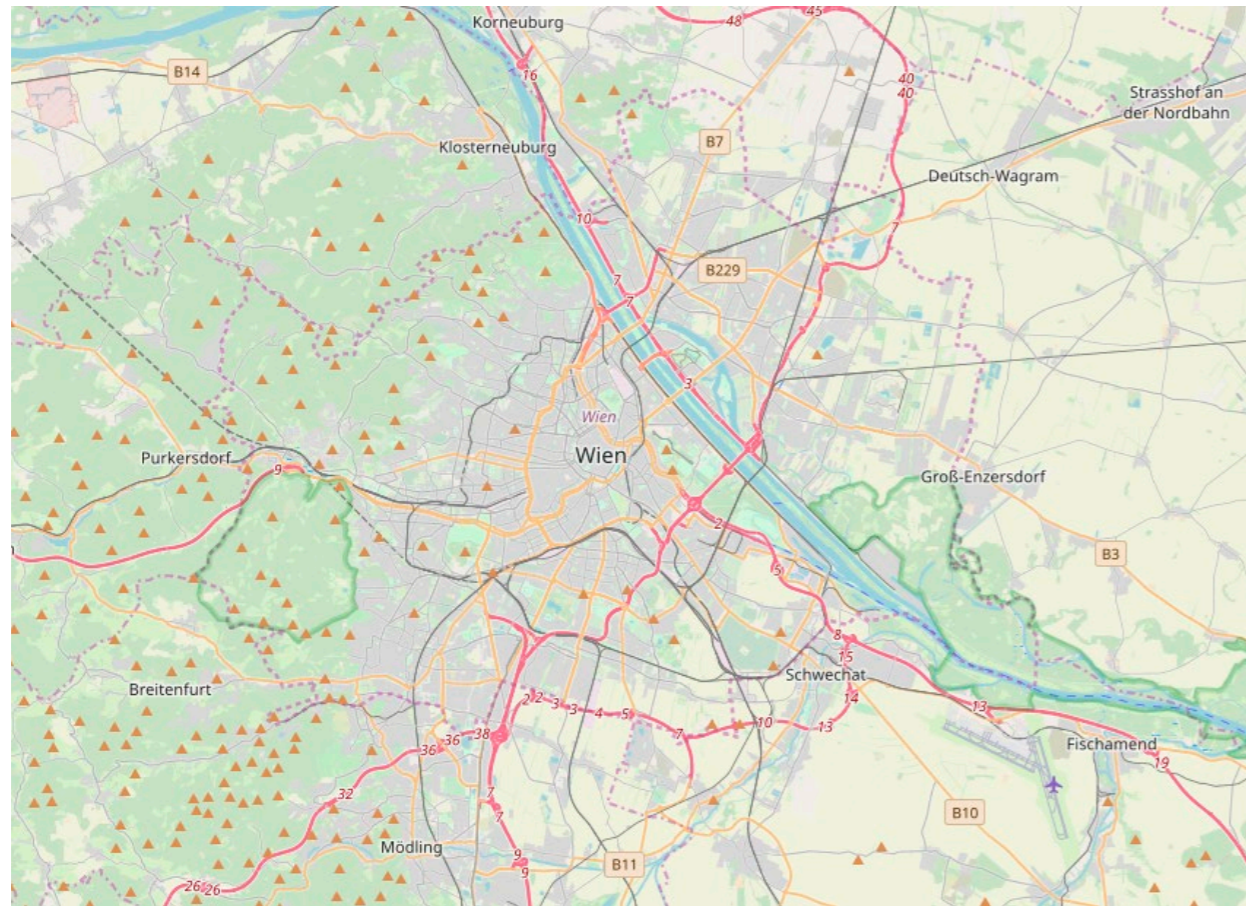 Korneuburg
48
45
16
B14
40
40
Strasshof an
der Nordbahn
B7
Klosterneuburg
Deutsch-Wagram
10
7
7
B229
7
3
Wien
Wien
Purkersdorf
9
Groß-Enzersdorf
2
B3
5
8
15
Schwechat
14
Breitenfurt
2
2
3
3
4
5
13
10
13
38
36
36
7
Fischamend
19
32
7
7
B10
Mödling
9
9
B11
26
26